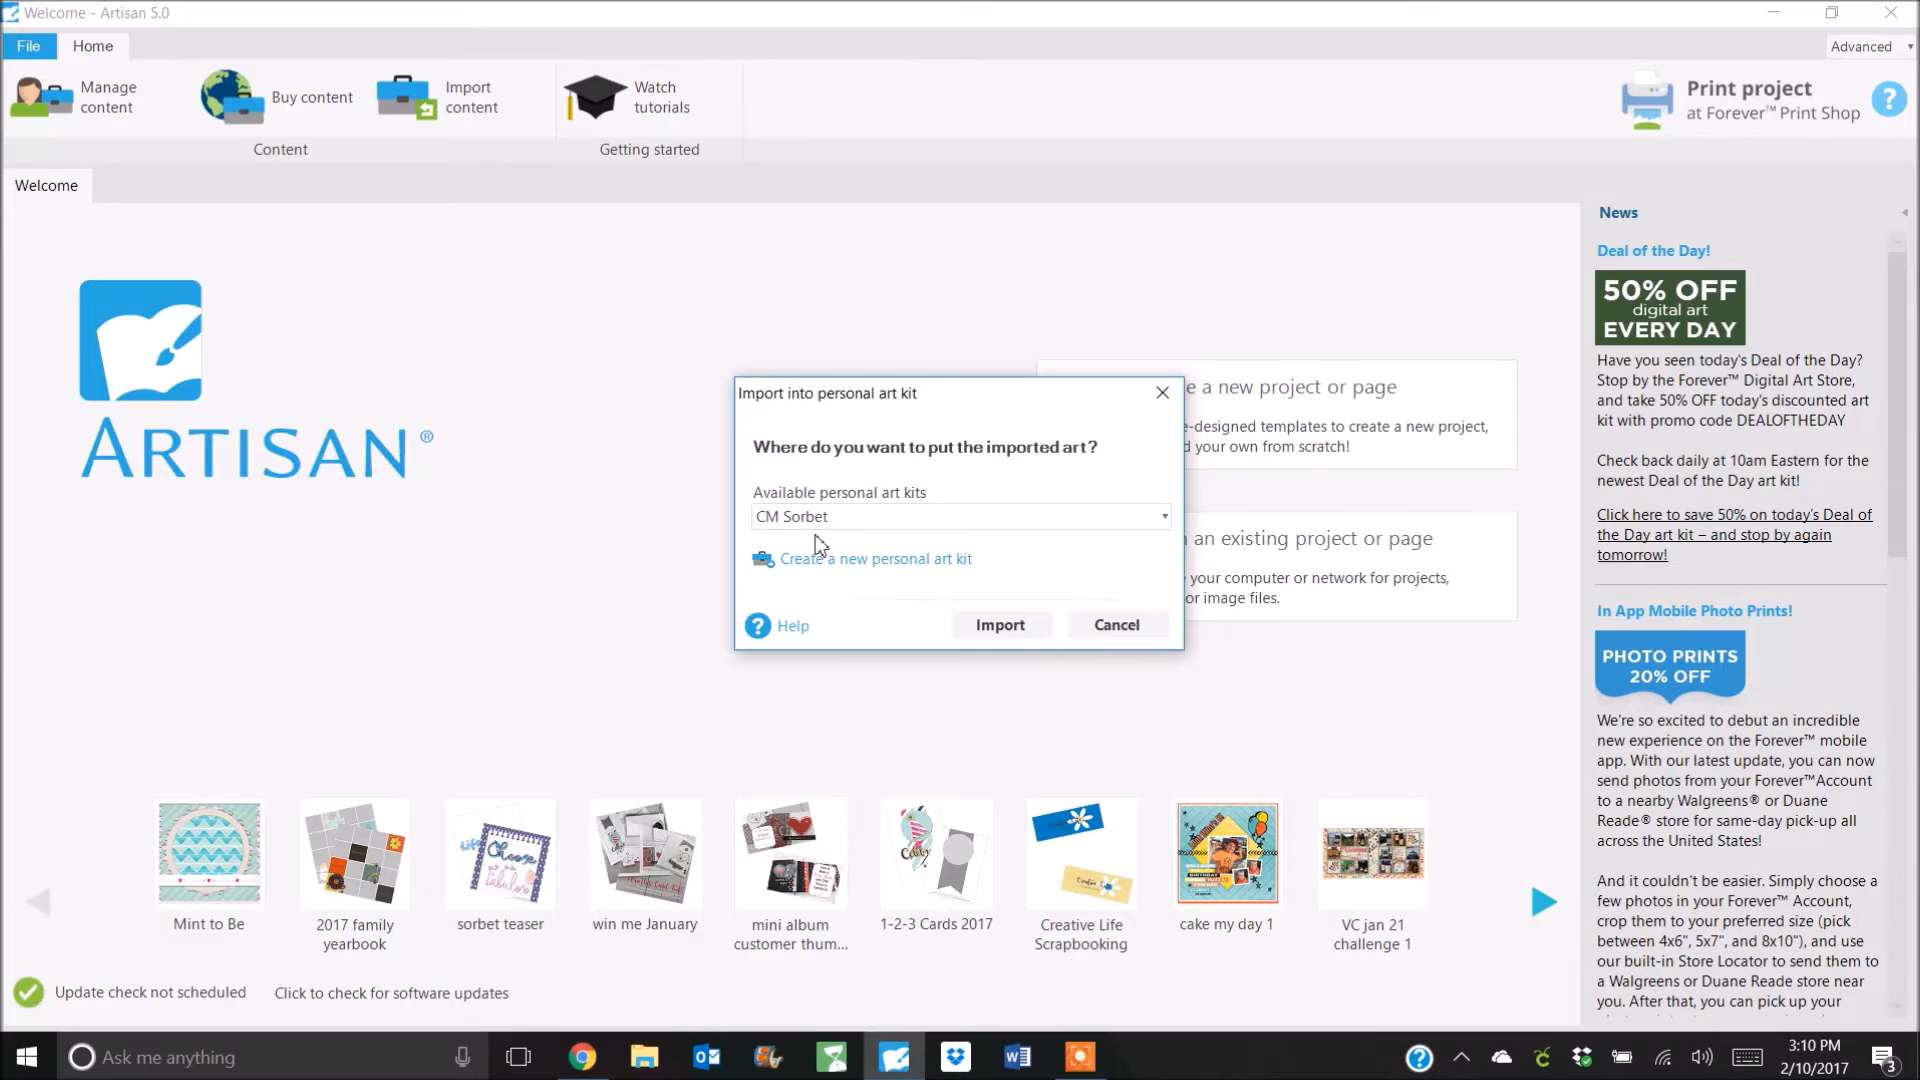 Welcome - Artisan 5.0
File
Home
Advanced
Manage
content
Buy content
Import
content
Watch
tutorials
Print project
at Forever™ Print Shop
?
Content
Getting started
Welcome
ARTISAN®
Import into personal art kit
Where do you want to put the imported art?
Available personal art kits
CM Sorbet
Create a new personal art kit
? Help
Import
Cancel
e a new project or page
e-designed templates to create a new project,
d your own from scratch!
an existing project or page
your computer or network for projects,
or image files.
News
Deal of the Day!
50% OFF
digital art
EVERY DAY
Have you seen today's Deal of the Day?
Stop by the Forever™ Digital Art Store,
and take 50% OFF today's discounted art
kit with promo code DEALOFTHEDAY
Check back daily at 10am Eastern for the
newest Deal of the Day art kit!
Click here to save 50% on today's Deal of
the Day art kit – and stop by again
tomorrow!
In App Mobile Photo Prints!
PHOTO PRINTS
20% OFF
We're so excited to debut an incredible
new experience on the Forever™ mobile
app. With our latest update, you can now
send photos from your Forever™Account
to a nearby Walgreens® or Duane
Reade® store for same-day pick-up all
across the United States!
And it couldn't be easier. Simply choose a
few photos in your Forever™ Account,
crop them to your preferred size (pick
between 4x6", 5x7", and 8x10"), and use
our built-in Store Locator to send them to
a Walgreens or Duane Reade store near
you. After that, you can pick up your
Mint to Be
2017 family
yearbook
Choose
to be
fabulous
sorbet teaser
win me January
mini album
customer thum...
1-2-3 Cards 2017
Creative Life
Scrapbooking
cake my day 1
VC jan 21
challenge 1
Update check not scheduled
Click to check for software updates
Ask me anything
3:10 PM
2/10/2017
3